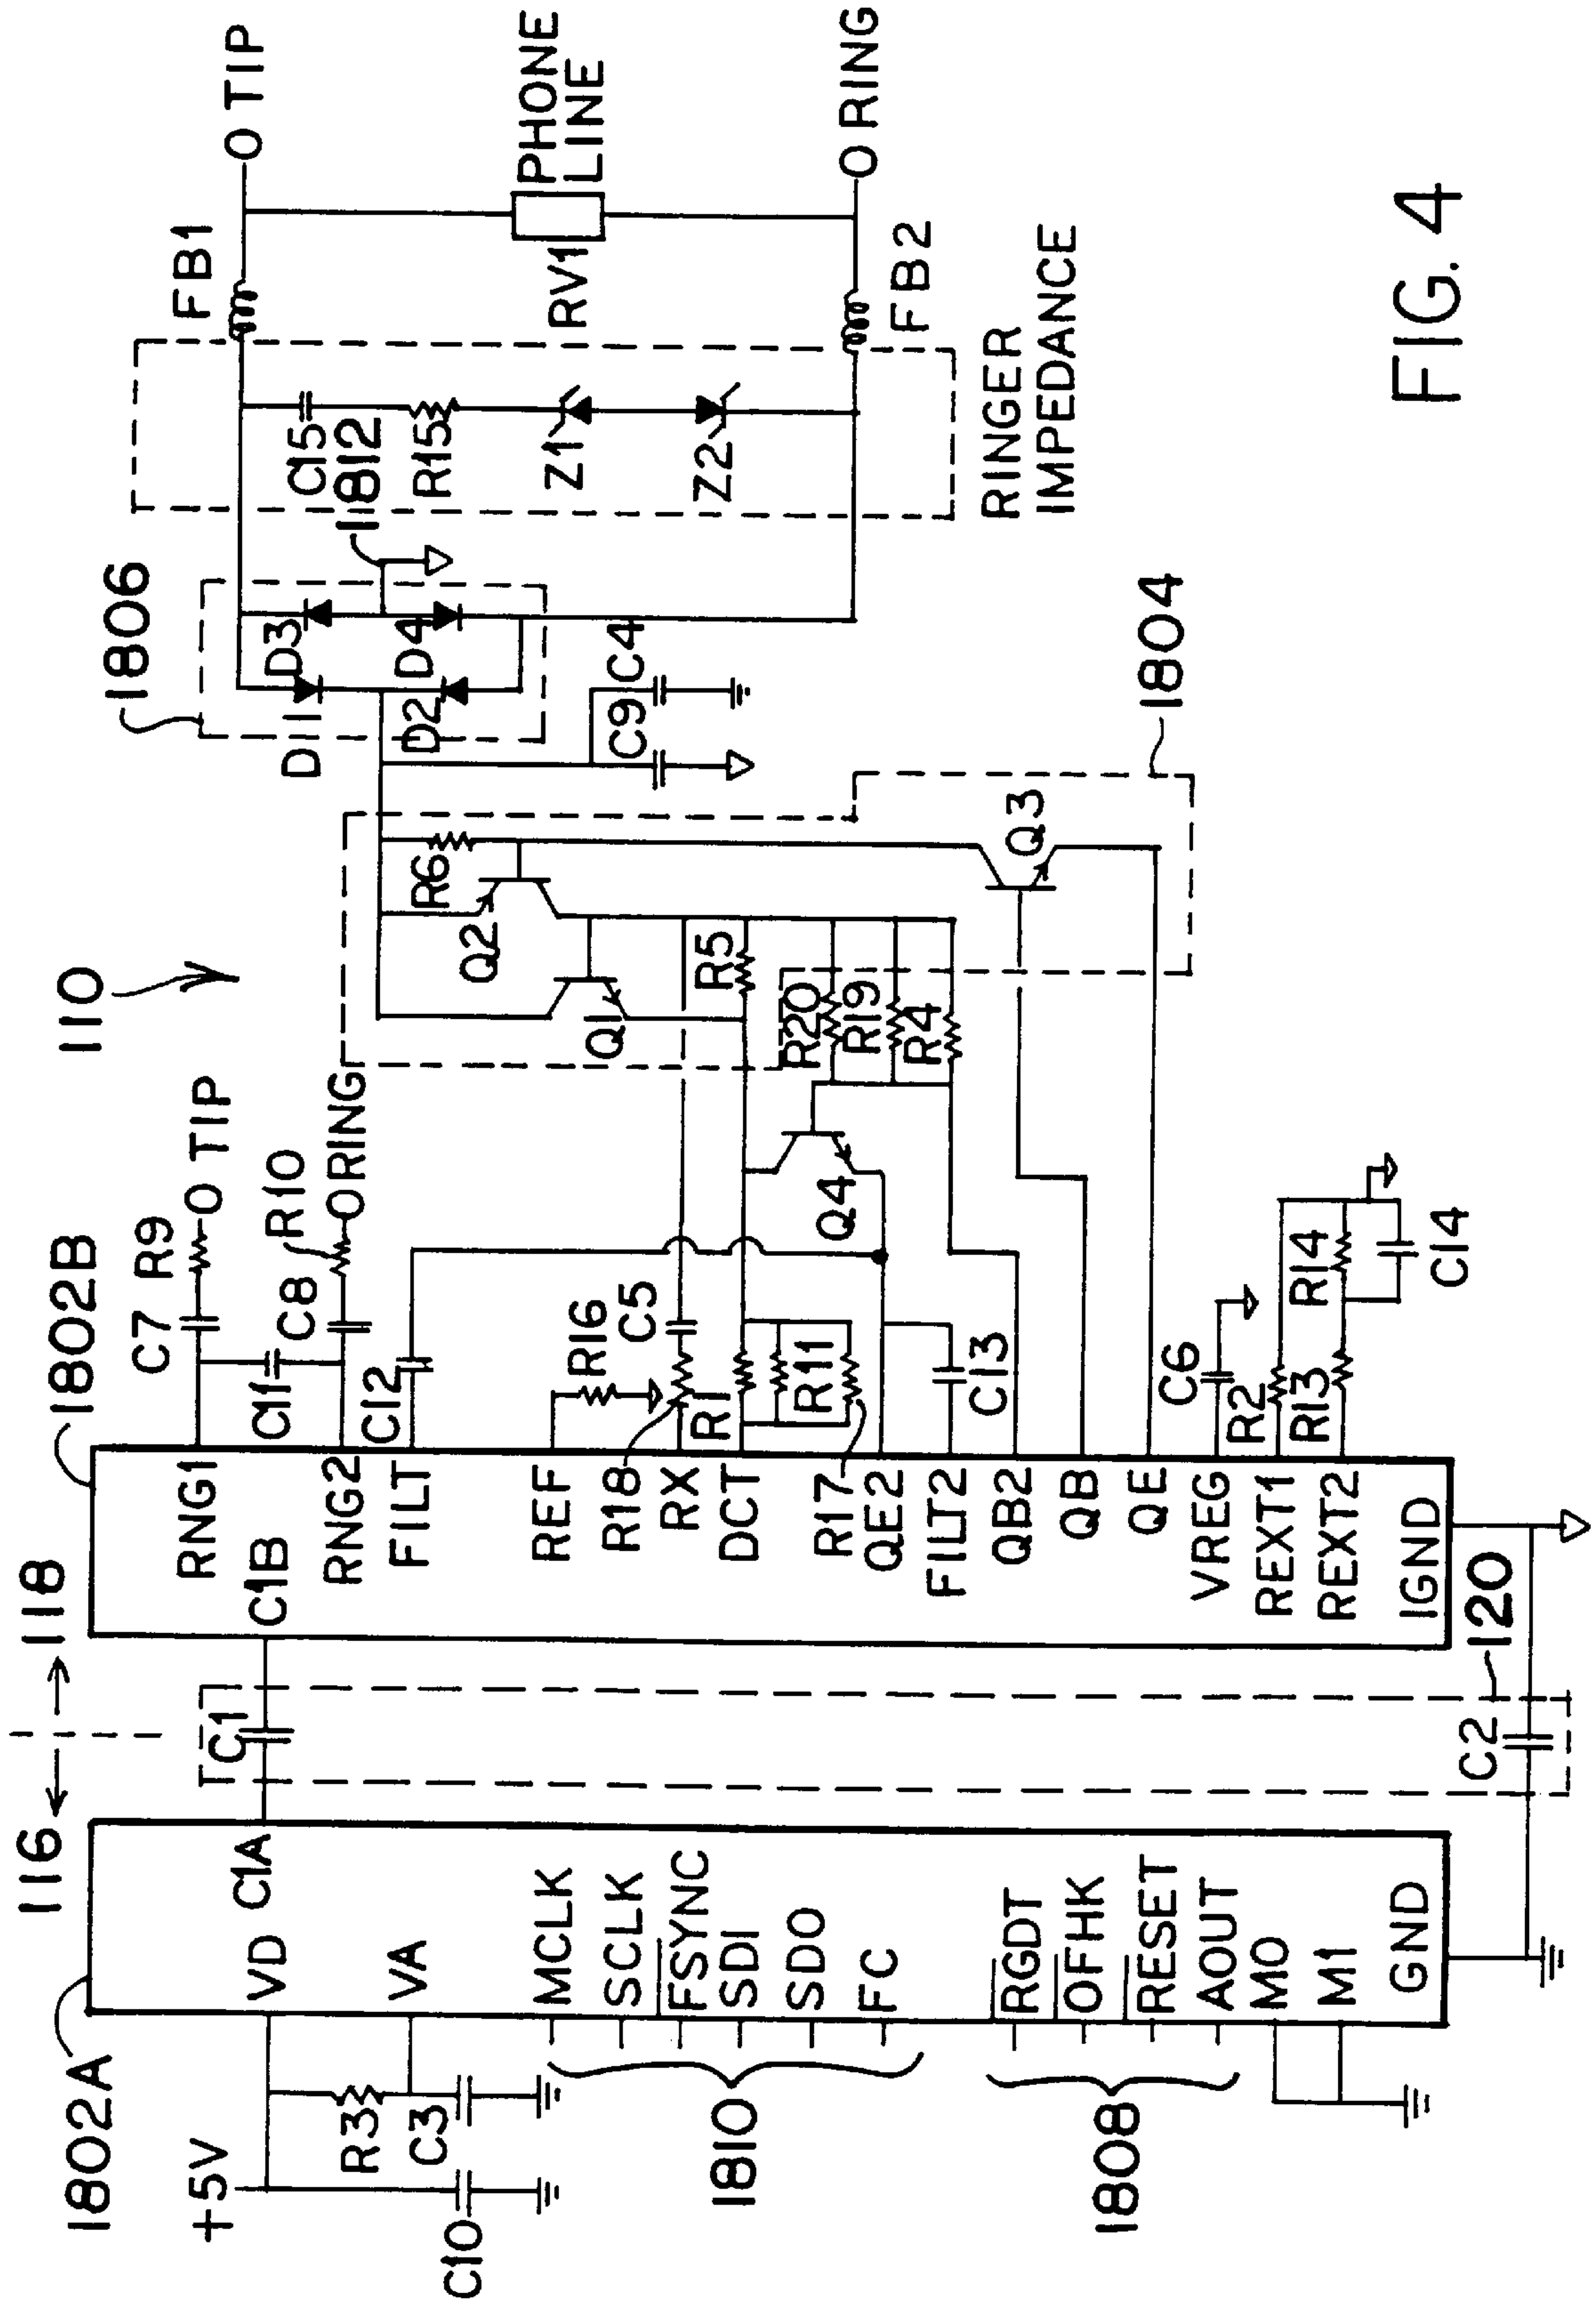 110
116
118
1802A
1802B
1806
+5V
VD
C1A
VA
R3
C3
C10
MCLK
SCLK
FSYNC
SDI
SDO
FC
1810
RGDT
OFHK
RESET
AOUT
1808
M0
M1
GND
C1
C2
120
RNG1
C1B
RNG2
FILT
REF
R18
RX
DCT
R17
QE2
FILT2
QB2
QB
QE
VREG
REXT1
REXT2
IGND
C7
R9
O TIP
C11
C8
R10
O RING
C12
R16
C5
R1
R11
C13
C6
R2
R13
R14
C14
Q4
R20
R19
R4
R5
Q1
Q2
R6
Q3
1804
D1
D2
D3
D4
C9
C4
1812
C15
R15
Z1
Z2
RINGER
IMPEDANCE
FB1
FB2
RV1
PHONE
LINE
O TIP
O RING
FIG. 4